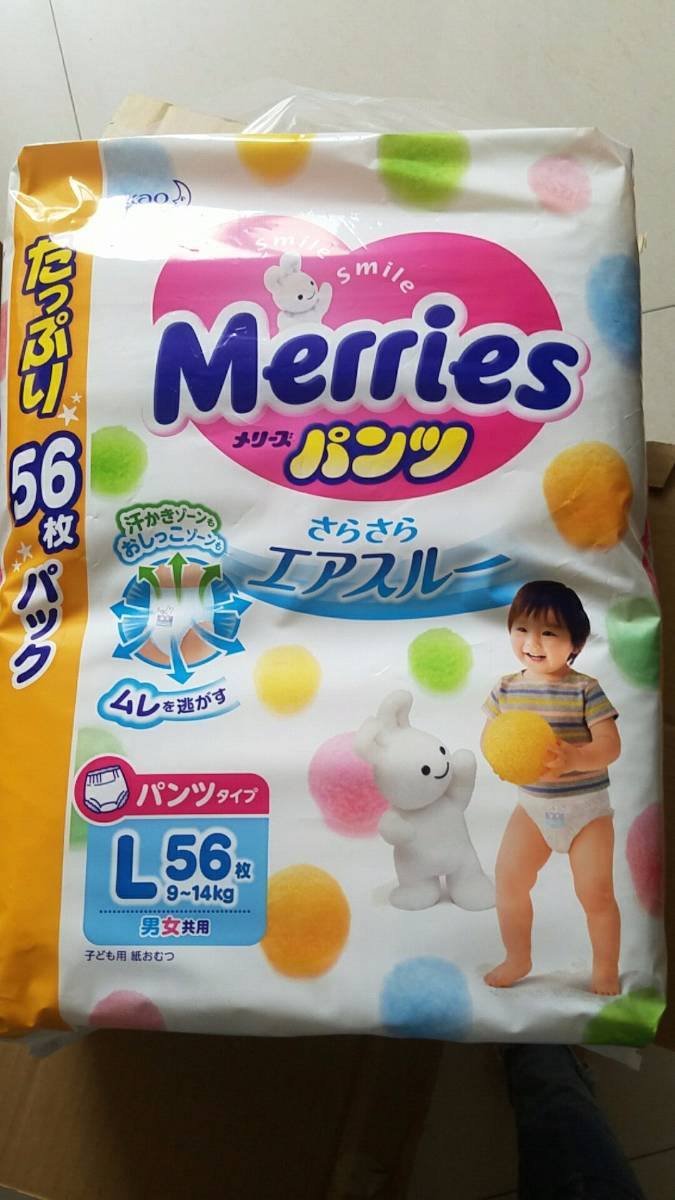 kao
たっぷり
56
枚
パック
Smile Smile
Merries
メリーズ パンツ
さらさら
エアスルー
汗かきゾーンも
おしっこゾーンも
ムレを逃がす
パンツタイプ
L 56枚
9~14kg
男女共用
子ども用 紙おむつ